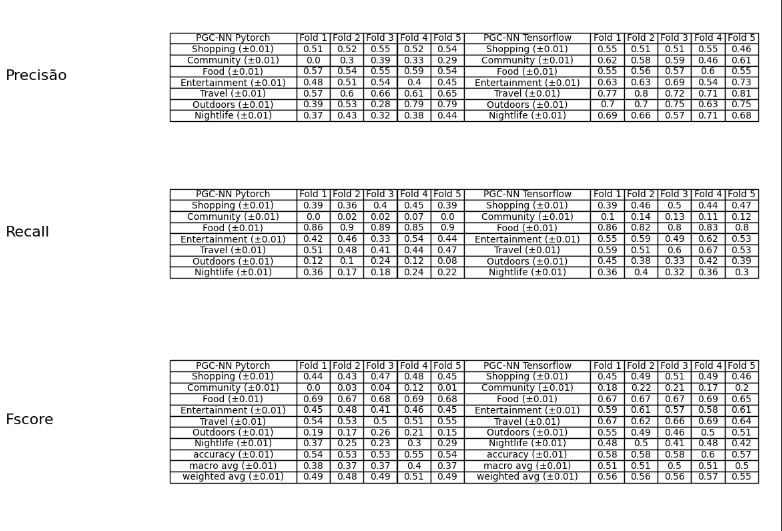 Precisão
PGC-NN Pytorch Fold 1 Fold 2 Fold 3 Fold 4 Fold 5 PGC-NN Tensorflow Fold 1 Fold 2 Fold 3 Fold 4 Fold 5
Shopping (±0.01) 0.51 0.52 0.55 0.52 0.54 Shopping (±0.01) 0.55 0.51 0.51 0.55 0.46
Community (±0.01) 0.0 0.3 0.39 0.33 0.29 Community (±0.01) 0.62 0.58 0.59 0.46 0.61
Food (±0.01) 0.57 0.54 0.55 0.59 0.54 Food (±0.01) 0.55 0.56 0.57 0.6 0.55
Entertainment (±0.01) 0.48 0.51 0.54 0.4 0.45 Entertainment (±0.01) 0.63 0.63 0.69 0.54 0.73
Travel (±0.01) 0.57 0.6 0.66 0.61 0.65 Travel (±0.01) 0.77 0.8 0.72 0.71 0.81
Outdoors (±0.01) 0.39 0.53 0.28 0.79 0.79 Outdoors (±0.01) 0.7 0.7 0.75 0.63 0.75
Nightlife (±0.01) 0.37 0.43 0.32 0.38 0.44 Nightlife (±0.01) 0.69 0.66 0.57 0.71 0.68
Recall
PGC-NN Pytorch Fold 1 Fold 2 Fold 3 Fold 4 Fold 5 PGC-NN Tensorflow Fold 1 Fold 2 Fold 3 Fold 4 Fold 5
Shopping (±0.01) 0.39 0.36 0.4 0.45 0.39 Shopping (±0.01) 0.39 0.46 0.5 0.44 0.47
Community (±0.01) 0.0 0.02 0.02 0.07 0.0 Community (±0.01) 0.1 0.14 0.13 0.11 0.12
Food (±0.01) 0.86 0.9 0.89 0.85 0.9 Food (±0.01) 0.86 0.82 0.8 0.83 0.8
Entertainment (±0.01) 0.42 0.46 0.33 0.54 0.44 Entertainment (±0.01) 0.55 0.59 0.49 0.62 0.53
Travel (±0.01) 0.51 0.48 0.41 0.44 0.47 Travel (±0.01) 0.59 0.51 0.6 0.67 0.53
Outdoors (±0.01) 0.12 0.1 0.24 0.12 0.08 Outdoors (±0.01) 0.45 0.38 0.33 0.42 0.39
Nightlife (±0.01) 0.36 0.17 0.18 0.24 0.22 Nightlife (±0.01) 0.36 0.4 0.32 0.36 0.3
Fscore
PGC-NN Pytorch Fold 1 Fold 2 Fold 3 Fold 4 Fold 5 PGC-NN Tensorflow Fold 1 Fold 2 Fold 3 Fold 4 Fold 5
Shopping (±0.01) 0.44 0.43 0.47 0.48 0.45 Shopping (±0.01) 0.45 0.49 0.51 0.49 0.46
Community (±0.01) 0.0 0.03 0.04 0.12 0.01 Community (±0.01) 0.18 0.22 0.21 0.17 0.2
Food (±0.01) 0.69 0.67 0.68 0.69 0.68 Food (±0.01) 0.67 0.67 0.67 0.69 0.65
Entertainment (±0.01) 0.45 0.48 0.41 0.46 0.45 Entertainment (±0.01) 0.59 0.61 0.57 0.58 0.61
Travel (±0.01) 0.54 0.53 0.5 0.51 0.55 Travel (±0.01) 0.67 0.62 0.66 0.69 0.64
Outdoors (±0.01) 0.19 0.17 0.26 0.21 0.15 Outdoors (±0.01) 0.55 0.49 0.46 0.5 0.51
Nightlife (±0.01) 0.37 0.25 0.23 0.3 0.29 Nightlife (±0.01) 0.48 0.5 0.41 0.48 0.42
accuracy (±0.01) 0.54 0.53 0.53 0.55 0.54 accuracy (±0.01) 0.58 0.58 0.58 0.6 0.57
macro avg (±0.01) 0.38 0.37 0.37 0.4 0.37 macro avg (±0.01) 0.51 0.51 0.5 0.51 0.5
weighted avg (±0.01) 0.49 0.48 0.49 0.51 0.49 weighted avg (±0.01) 0.56 0.56 0.56 0.57 0.55